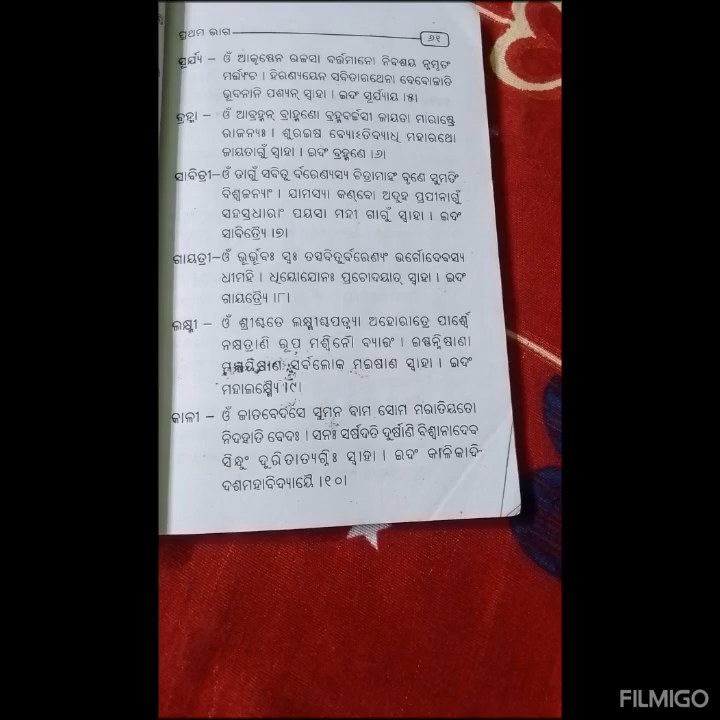 ପ୍ରଥମ ଭାଗ
୬୧
ସୂର୍ଯ୍ୟ – ଓଁ ଆକୃଷ୍ଣେନ ରଜସା ବର୍ତ୍ତମାନୋ ନିବଶୟ ନ୍ନମୃତଂ
ମର୍ତ୍ତ୍ୟଂଚ । ହିରଣ୍ୟୟେନ ସବିତାରଥେନା ଦେବୋଜାତି
ଭୂବନାନି ପଶ୍ୟନ୍ ସ୍ୱାହା । ଇଦଂ ସୂର୍ଯ୍ୟାୟ ।୫।
ବ୍ରହ୍ମା – ଓଁ ଆବ୍ରହ୍ମନ୍ ବ୍ରାହ୍ମଣୋ ବ୍ରହ୍ମବର୍ଚ୍ଚସୀ ଜାୟତା ମାରାଷ୍ଟ୍ରେ
ରାଜନ୍ୟଃ । ଶୁରଇଷ ବ୍ୟୋଽତିବ୍ୟାଧି ମହାରଥୋ
ଜାୟତାଗୁଁ ସ୍ୱାହା । ଇଦଂ ବ୍ରହ୍ମଣେ ।୬।
ସାବିତ୍ରୀ–ଓଁ ତାଗୁଁ ସବିତୁ ର୍ବରେଣ୍ୟସ୍ୟ ଚିତ୍ରାମାହଂ ବୃଣେ ସୁମତିଂ
ବିଶ୍ୱଜନ୍ୟାଂ । ଯାମସ୍ୟା କଣ୍ବୋ ଅଦୁହ ପ୍ରପୀନାଗୁଁ
ସହସ୍ରଧାରାଂ ପୟସା ମହୀ ଗାଗୁଁ ସ୍ୱାହା । ଇଦଂ
ସାବିତ୍ର୍ୟୈ ।୭।
ଗାୟତ୍ରୀ–ଓଁ ଭୂର୍ଭୂବଃ ସ୍ୱଃ ତସବିତୁର୍ବରେଣ୍ୟଂ ଭର୍ଗୋଦେବସ୍ୟ
ଧୀମହି । ଧିୟୋଯୋନଃ ପ୍ରଚୋଦୟାତ୍ ସ୍ୱାହା । ଇଦଂ
ଗାୟତ୍ର୍ୟୈ ।୮।
ଲକ୍ଷ୍ମୀ – ଓଁ ଶ୍ରୀଶ୍ଚତେ ଲକ୍ଷ୍ମୀଶ୍ଚପତ୍ନ୍ୟା ଅହୋରାତ୍ରେ ପାର୍ଶ୍ୱେ
ନକ୍ଷତ୍ରାଣି ରୂପ ମଶ୍ୱିନୌ ବ୍ୟାତ୍ତଂ । ଇଷ୍ଣନ୍ନିଷାଣୀ
ସର୍ବଲୋକ ମଇଷାଣ ସ୍ୱାହା । ଇଦଂ
ମହାଲକ୍ଷ୍ମ୍ୟୈ ।୯।
କାଳୀ – ଓଁ ଜାତବେଦସେ ସୁମନ ବାମ ସୋମ ମରାତିୟତୋ
ନିଦହାତି ବେଦଃ । ସନଃ ସର୍ଷଦତି ଦୁର୍ଷାଣି ବିଶ୍ୱାନାଦେବ
ସିନ୍ଧୁଂ ଦୁରିତାତ୍ୟଗ୍ନିଃ ସ୍ୱାହା । ଇଦଂ କାଳିକାଦି-
ଦଶମହାବିଦ୍ୟାୟୈ ।୧୦।
FILMIGO